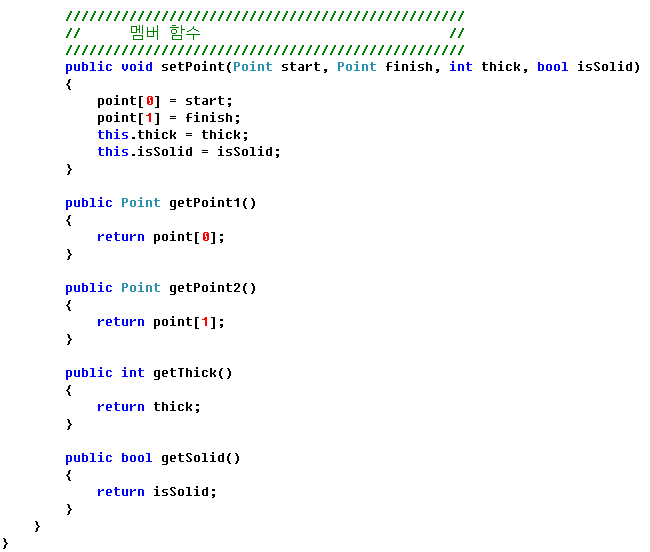 //////////////////////////////////////////////////
//      멤버 함수                               //
//////////////////////////////////////////////////
public void setPoint(Point start, Point finish, int thick, bool isSolid)
{
point[0] = start;
point[1] = finish;
this.thick = thick;
this.isSolid = isSolid;
}
public Point getPoint1()
{
return point[0];
}
public Point getPoint2()
{
return point[1];
}
public int getThick()
{
return thick;
}
public bool getSolid()
{
return isSolid;
}
}
}